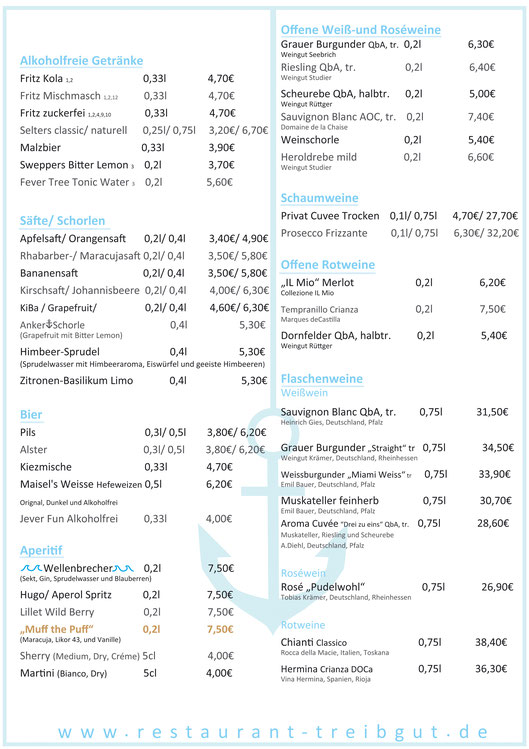 Alkoholfreie Getränke
Fritz Kola 1,2 0,33l 4,70€
Fritz Mischmasch 1,2,12 0,33l 4,70€
Fritz zuckerfei 1,2,4,9,10 0,33l 4,70€
Selters classic/ naturell 0,25l/ 0,75l 3,20€/ 6,70€
Malzbier 0,33l 3,90€
Sweppers Bitter Lemon 3 0,2l 3,70€
Fever Tree Tonic Water 3 0,2l 5,60€
Säfte/ Schorlen
Apfelsaft/ Orangensaft 0,2l/ 0,4l 3,40€/ 4,90€
Rhabarber-/ Maracujasaft 0,2l/ 0,4l 3,50€/ 5,80€
Bananensaft 0,2l/ 0,4l 3,50€/ 5,80€
Kirschsaft/ Johannisbeere 0,2l/ 0,4l 4,00€/ 6,30€
KiBa / Grapefruit/ 0,2l/ 0,4l 4,60€/ 6,30€
Anker Schorle 0,4l 5,30€
(Grapefruit mit Bitter Lemon)
Himbeer-Sprudel 0,4l 5,30€
(Sprudelwasser mit Himbeeraroma, Eiswürfel und geeiste Himbeeren)
Zitronen-Basilikum Limo 0,4l 5,30€
Bier
Pils 0,3l/ 0,5l 3,80€/ 6,20€
Alster 0,3l/ 0,5l 3,80€/ 6,20€
Kiezmische 0,33l 4,70€
Maisel's Weisse Hefeweizen 0,5l 6,20€
Orignal, Dunkel und Alkoholfrei
Jever Fun Alkoholfrei 0,33l 4,00€
Aperitif
Wellenbrecher 0,2l 7,50€
(Sekt, Gin, Sprudelwasser und Blauberren)
Hugo/ Aperol Spritz 0,2l 7,50€
Lillet Wild Berry 0,2l 7,50€
„Muff the Puff“ 0,2l 7,50€
(Maracuja, Likor 43, und Vanille)
Sherry (Medium, Dry, Créme) 5cl 4,00€
Martini (Bianco, Dry) 5cl 4,00€
Offene Weiß-und Roséweine
Grauer Burgunder QbA, tr. 0,2l 6,30€
Weingut Seebrich
Riesling QbA, tr. 0,2l 6,40€
Weingut Studier
Scheurebe QbA, halbtr. 0,2l 5,00€
Weingut Rüttger
Sauvignon Blanc AOC, tr. 0,2l 7,40€
Domaine de la Chaise
Weinschorle 0,2l 5,40€
Heroldrebe mild 0,2l 6,60€
Weingut Studier
Schaumweine
Privat Cuvee Trocken 0,1l/ 0,75l 4,70€/ 27,70€
Prosecco Frizzante 0,1l/ 0,75l 6,30€/ 32,20€
Offene Rotweine
„IL Mio“ Merlot 0,2l 6,20€
Collezione IL Mio
Tempranillo Crianza 0,2l 7,50€
Marques deCastilla
Dornfelder QbA, halbtr. 0,2l 5,40€
Weingut Rüttger
Flaschenweine
Weißwein
Sauvignon Blanc QbA, tr. 0,75l 31,50€
Heinrich Gies, Deutschland, Pfalz
Grauer Burgunder „Straight“ tr 0,75l 34,50€
Weingut Krämer, Deutschland, Rheinhessen
Weissburgunder „Miami Weiss“ tr 0,75l 33,90€
Emil Bauer, Deutschland, Pfalz
Muskateller feinherb 0,75l 30,70€
Emil Bauer, Deutschland, Pfalz
Aroma Cuvée “Drei zu eins” QbA, tr. 0,75l 28,60€
Muskateller, Riesling und Scheurebe
A.Diehl, Deutschland, Pfalz
Roséwein
Rosé „Pudelwohl“ 0,75l 26,90€
Tobias Krämer, Deutschland, Rheinhessen
Rotweine
Chianti Classico 0,75l 38,40€
Rocca della Macie, Italien, Toskana
Hermina Crianza DOCa 0,75l 36,30€
Vina Hermina, Spanien, Rioja
www.restaurant-treibgut.de